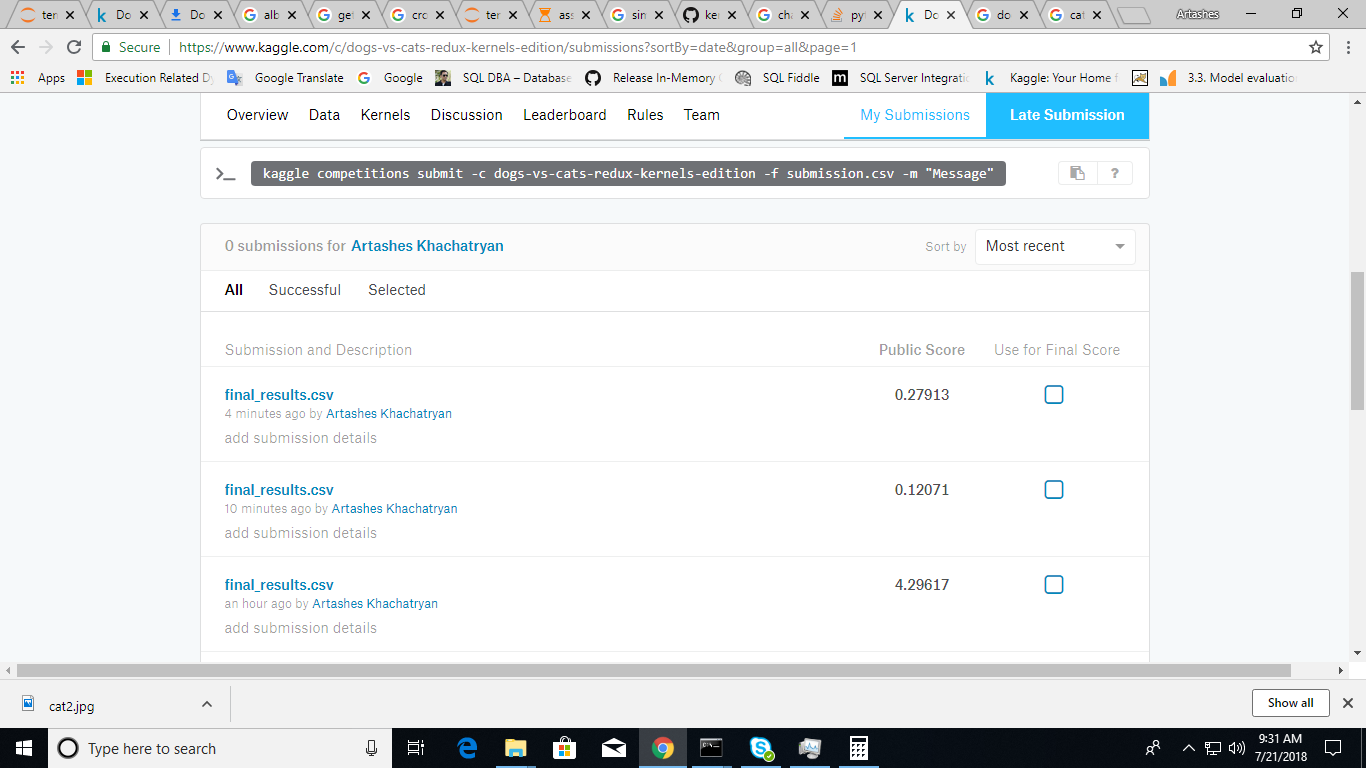 ter
Do
Do
alb
get
cro
ter
ass
sin
ker
cha
pyt
Do
do
cat
Artashes
Secure https://www.kaggle.com/c/dogs-vs-cats-redux-kernels-edition/submissions?sortBy=date&group=all&page=1
Apps Execution Related Dy Google Translate Google SQL DBA – Database Release In-Memory SQL Fiddle SQL Server Integratio Kaggle: Your Home f 3.3. Model evaluatio
Overview Data Kernels Discussion Leaderboard Rules Team My Submissions Late Submission
>_ kaggle competitions submit -c dogs-vs-cats-redux-kernels-edition -f submission.csv -m "Message" ?
0 submissions for Artashes Khachatryan Sort by Most recent
All Successful Selected
Submission and Description Public Score Use for Final Score
final_results.csv 0.27913
4 minutes ago by Artashes Khachatryan
add submission details
final_results.csv 0.12071
10 minutes ago by Artashes Khachatryan
add submission details
final_results.csv 4.29617
an hour ago by Artashes Khachatryan
add submission details
cat2.jpg Show all
Type here to search
9:31 AM
7/21/2018